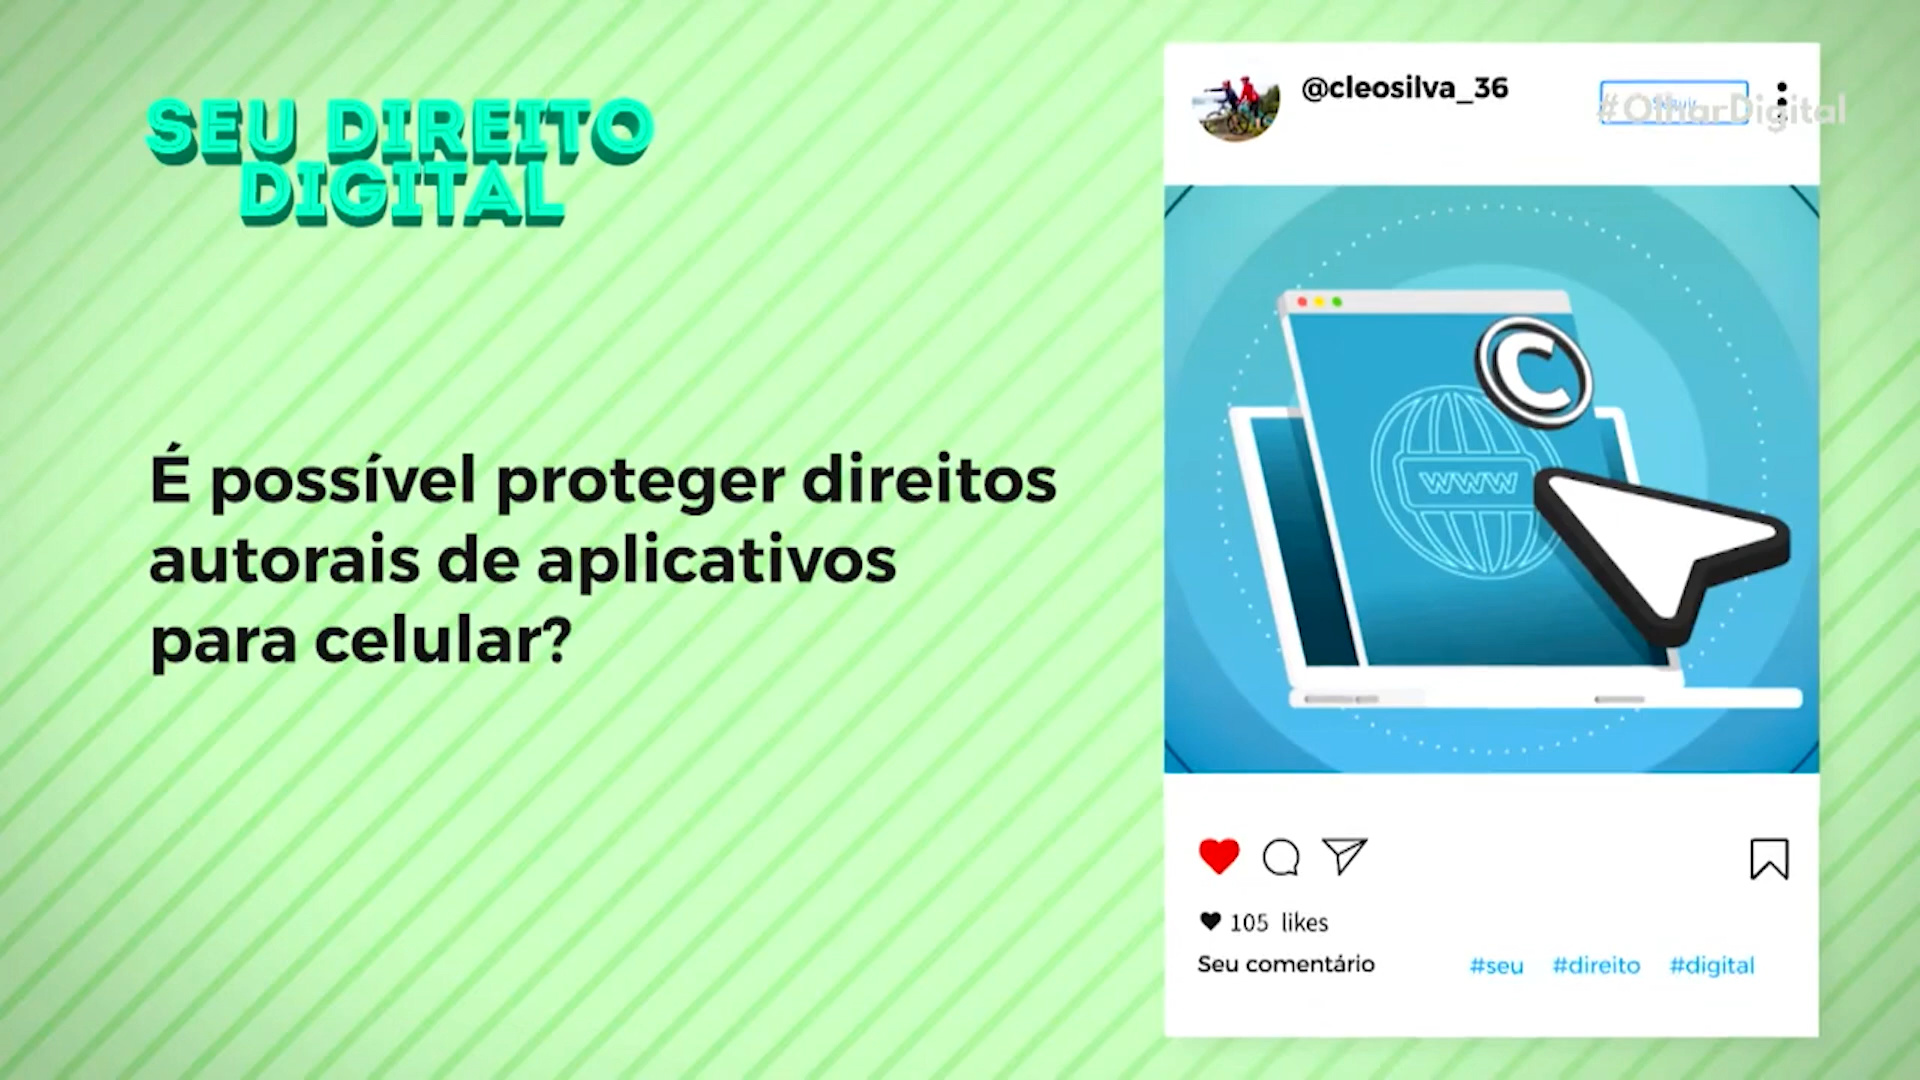 SEU DIREITO
DIGITAL
É possível proteger direitos
autorais de aplicativos
para celular?
@cleosilva_36
#OlharDigital
C
www
105 likes
Seu comentário #seu #direito #digital